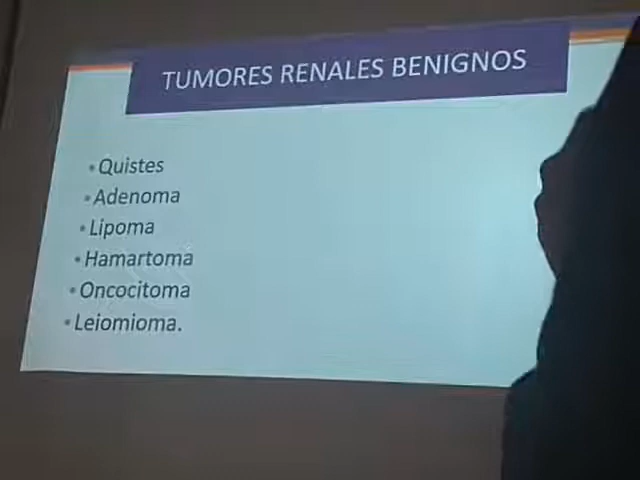 TUMORES RENALES BENIGNOS
•Quistes
•Adenoma
•Lipoma
•Hamartoma
•Oncocitoma
•Leiomioma.